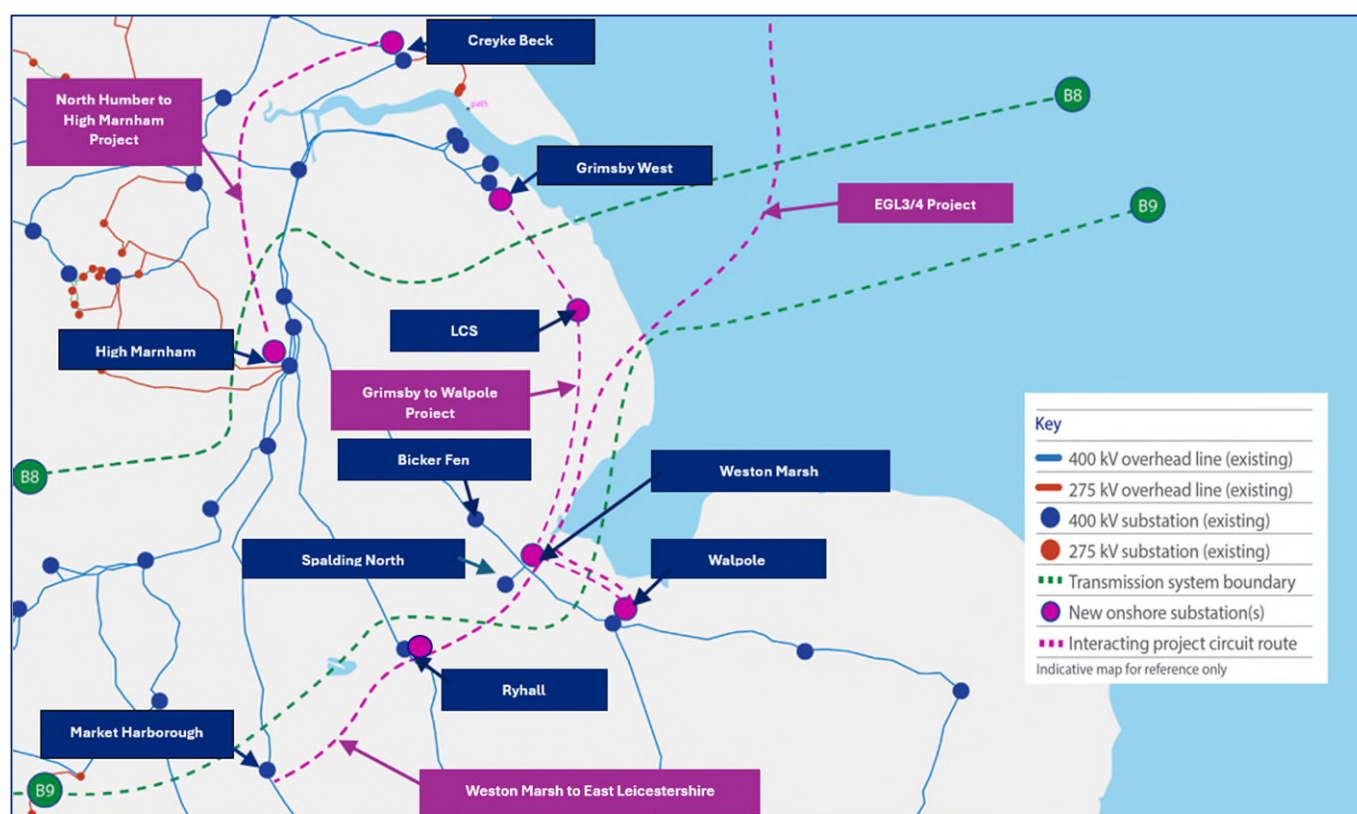 Creyke Beck
North Humber to
High Marnham
Project
path
B8
Grimsby West
EGL3/4 Project
B9
LCS
High Marnham
Grimsby to Walpole
Proiect
Bicker Fen
Weston Marsh
B8
Spalding North
Walpole
Ryhall
Market Harborough
B9
Weston Marsh to East Leicestershire
Key
400 kV overhead line (existing)
275 kV overhead line (existing)
400 kV substation (existing)
275 kV substation (existing)
Transmission system boundary
New onshore substation(s)
Interacting project circuit route
Indicative map for reference only